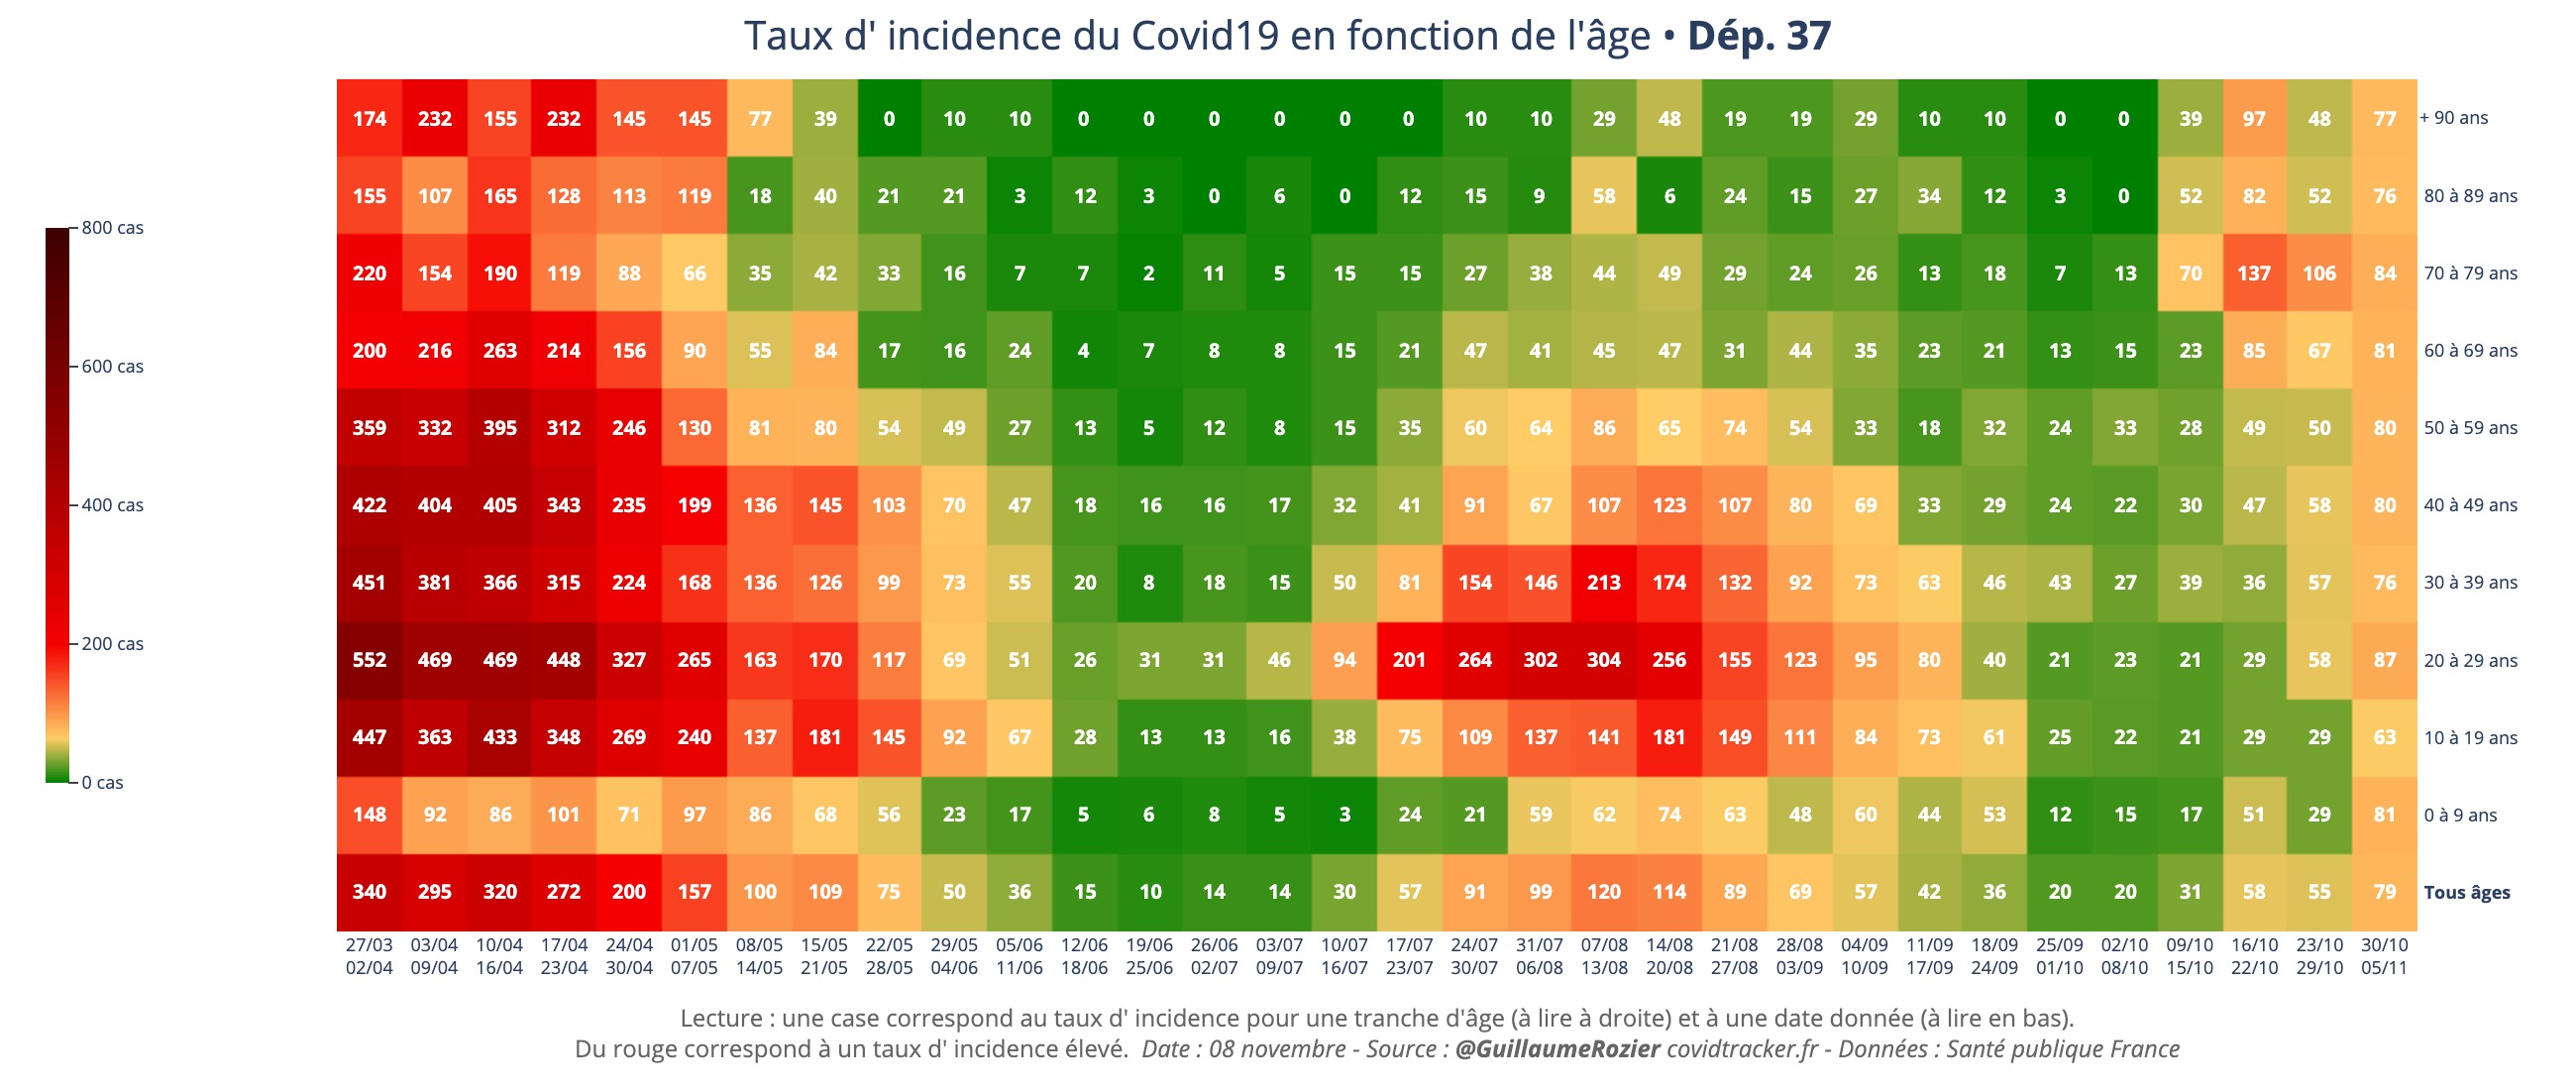 Taux d' incidence du Covid19 en fonction de l'âge • Dép. 37
174 232 155 232 145 145 77 39 0 10 10 0 0 0 0 0 0 10 10 29 48 19 19 29 10 10 0 0 39 97 48 77 + 90 ans
155 107 165 128 113 119 18 40 21 21 3 12 3 0 6 0 12 15 9 58 6 24 15 27 34 12 3 0 52 82 52 76 80 à 89 ans
800 cas
220 154 190 119 88 66 35 42 33 16 7 7 2 11 5 15 15 27 38 44 49 29 24 26 13 18 7 13 70 137 106 84 70 à 79 ans
200 216 263 214 156 90 55 84 17 16 24 4 7 8 8 15 21 47 41 45 47 31 44 35 23 21 13 15 23 85 67 81 60 à 69 ans
600 cas
359 332 395 312 246 130 81 80 54 49 27 13 5 12 8 15 35 60 64 86 65 74 54 33 18 32 24 33 28 49 50 80 50 à 59 ans
400 cas
422 404 405 343 235 199 136 145 103 70 47 18 16 16 17 32 41 91 67 107 123 107 80 69 33 29 24 22 30 47 58 80 40 à 49 ans
451 381 366 315 224 168 136 126 99 73 55 20 8 18 15 50 81 154 146 213 174 132 92 73 63 46 43 27 39 36 57 76 30 à 39 ans
200 cas
552 469 469 448 327 265 163 170 117 69 51 26 31 31 46 94 201 264 302 304 256 155 123 95 80 40 21 23 21 29 58 87 20 à 29 ans
447 363 433 348 269 240 137 181 145 92 67 28 13 13 16 38 75 109 137 141 181 149 111 84 73 61 25 22 21 29 29 63 10 à 19 ans
0 cas
148 92 86 101 71 97 86 68 56 23 17 5 6 8 5 3 24 21 59 62 74 63 48 60 44 53 12 15 17 51 29 81 0 à 9 ans
340 295 320 272 200 157 100 109 75 50 36 15 10 14 14 30 57 91 99 120 114 89 69 57 42 36 20 20 31 58 55 79 Tous âges
27/03 03/04 10/04 17/04 24/04 01/05 08/05 15/05 22/05 29/05 05/06 12/06 19/06 26/06 03/07 10/07 17/07 24/07 31/07 07/08 14/08 21/08 28/08 04/09 11/09 18/09 25/09 02/10 09/10 16/10 23/10 30/10
02/04 09/04 16/04 23/04 30/04 07/05 14/05 21/05 28/05 04/06 11/06 18/06 25/06 02/07 09/07 16/07 23/07 30/07 06/08 13/08 20/08 27/08 03/09 10/09 17/09 24/09 01/10 08/10 15/10 22/10 29/10 05/11
Lecture : une case correspond au taux d' incidence pour une tranche d'âge (à lire à droite) et à une date donnée (à lire en bas).
Du rouge correspond à un taux d' incidence élevé. Date : 08 novembre - Source : @GuillaumeRozier covidtracker.fr - Données : Santé publique France